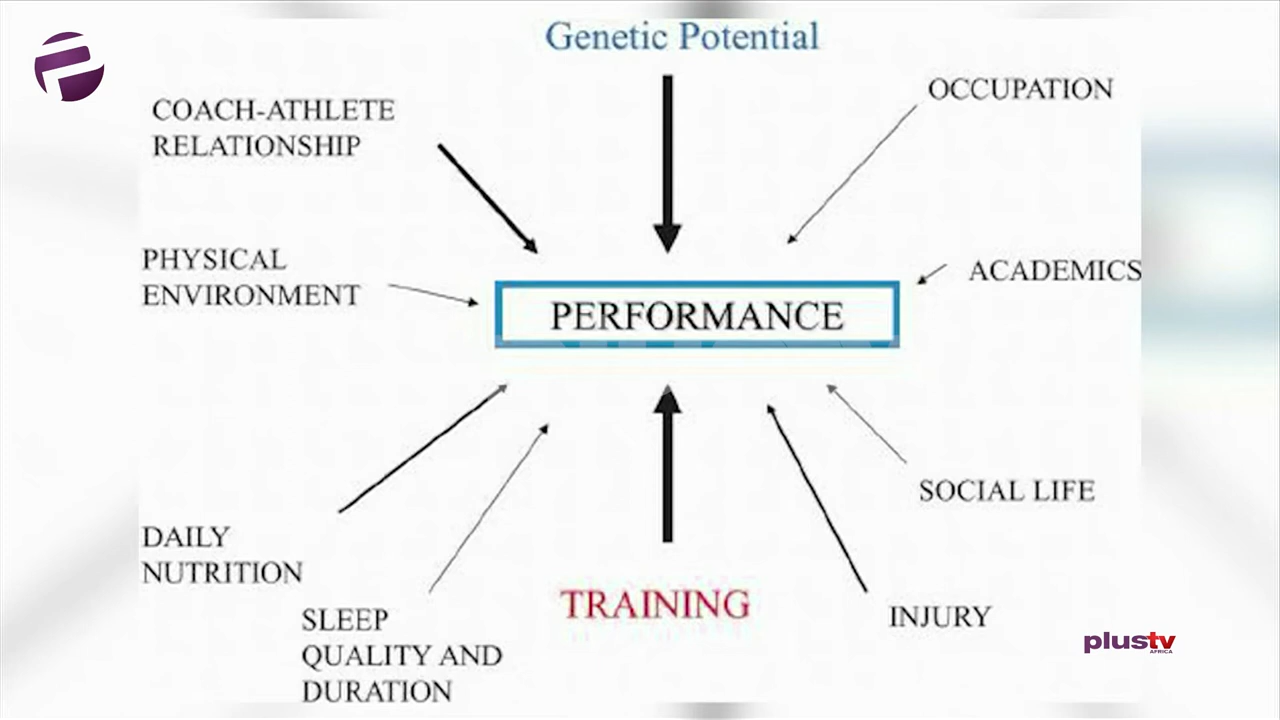 Genetic Potential
COACH-ATHLETE
RELATIONSHIP
OCCUPATION
PHYSICAL
ENVIRONMENT
ACADEMICS
PERFORMANCE
DAILY
NUTRITION
SLEEP
QUALITY AND
DURATION
TRAINING
SOCIAL LIFE
INJURY
plustv
AFRICA